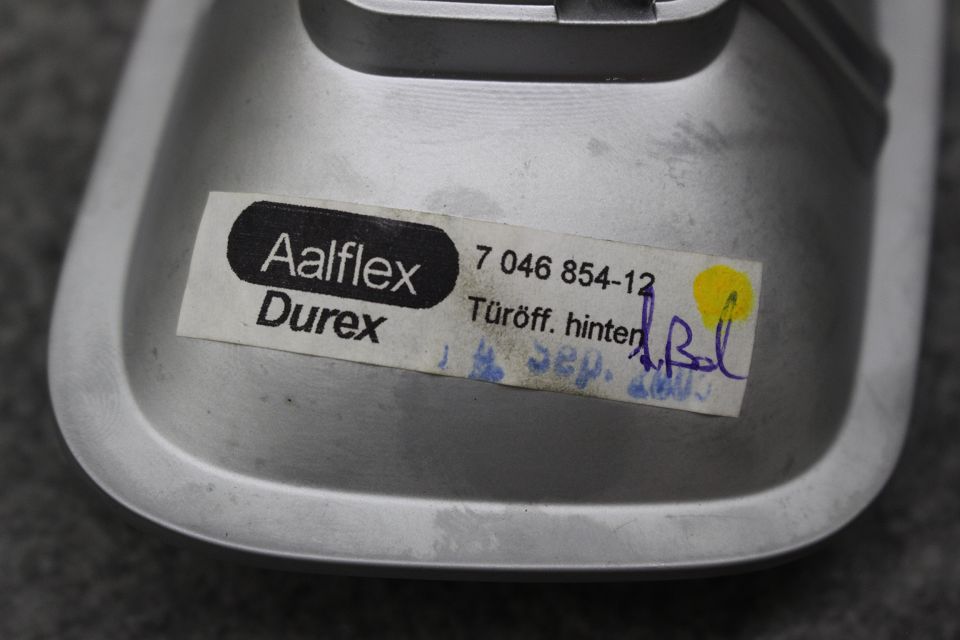 Aalflex
Durex
7 046 854-12
Türöff. hinten
Sep.